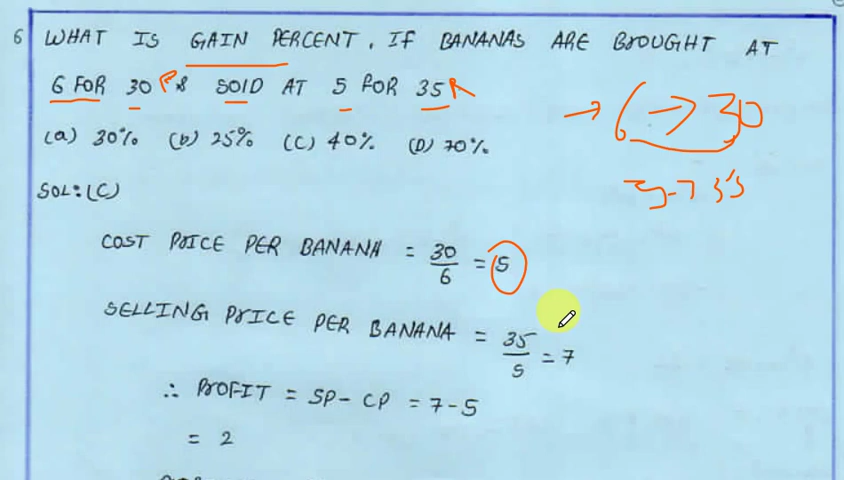 6 WHAT IS GAIN PERCENT, IF BANANAS ARE BROUGHT AT
6 FOR 30 & SOLD AT 5 FOR 35
→ 6 → 30
(a) 30% (b) 25% (C) 40% (D) 70%
SOL: (C)
COST PRICE PER BANANA = 30/6 = 5
SELLING PRICE PER BANANA = 35/5 = 7
∴ PROFIT = SP - CP = 7-5
= 2